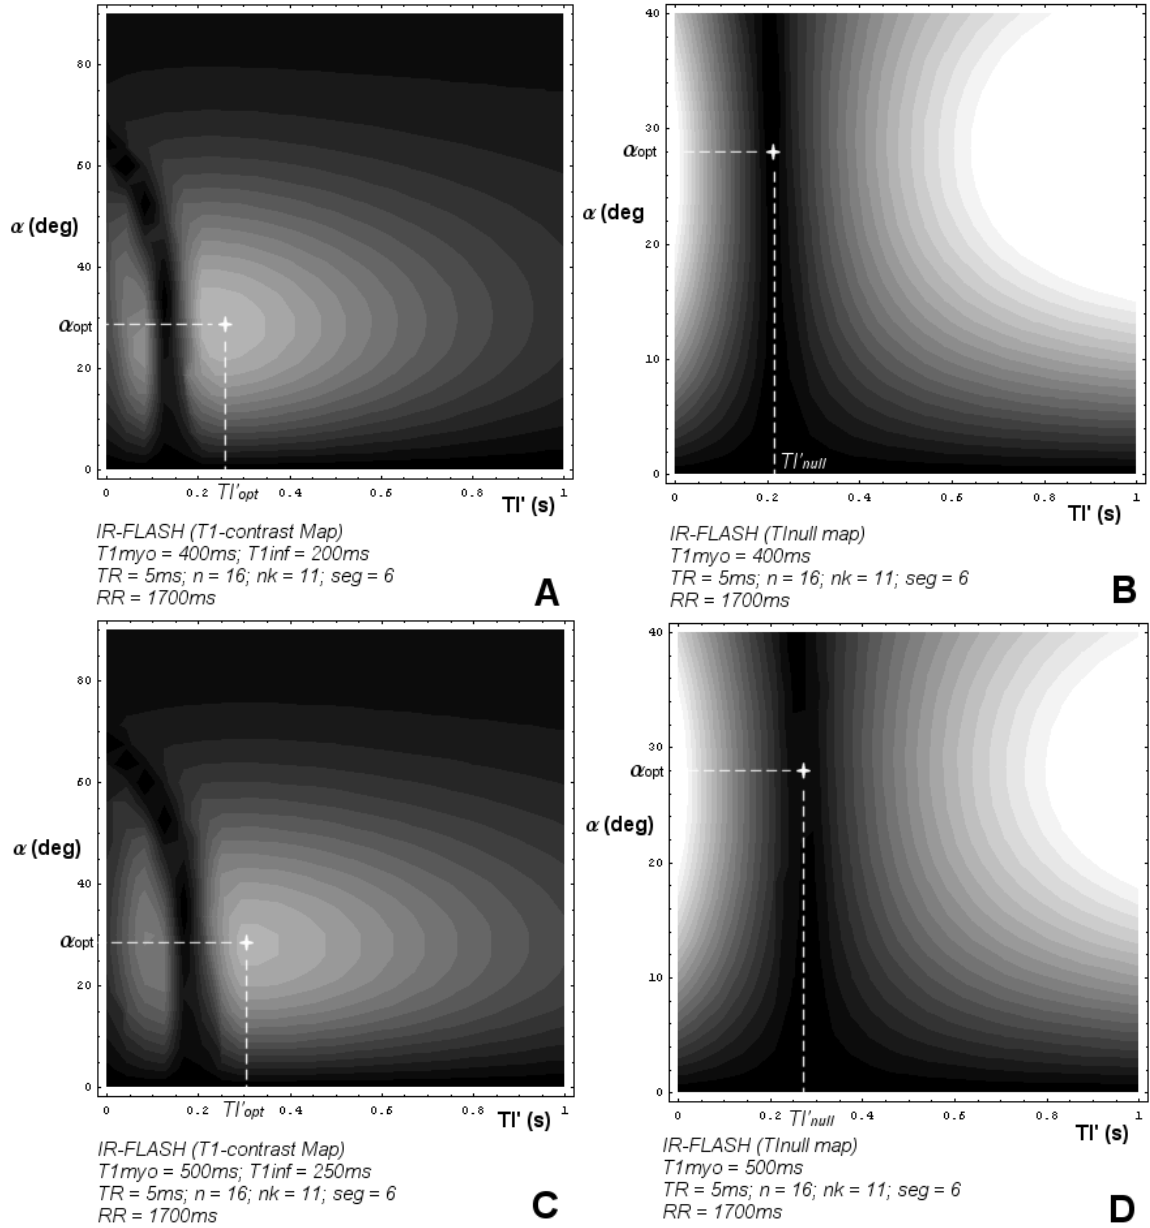 80
60
α (deg)
40
αopt
20
0
0 0.2 0.4 0.6 0.8 1
TI'opt
TI' (s)
IR-FLASH (T1-contrast Map)
T1myo = 400ms; T1inf = 200ms
TR = 5ms; n = 16; nk = 11; seg = 6
RR = 1700ms
A
40
30
αopt
α (deg
20
10
0
TI'null
0 0.2 0.4 0.6 0.8 1
TI' (s)
IR-FLASH (TInull map)
T1myo = 400ms
TR = 5ms; n = 16; nk = 11; seg = 6
RR = 1700ms
B
80
60
α (deg)
40
αopt
20
0
0 0.2 0.4 0.6 0.8 1
TI'opt
TI' (s)
IR-FLASH (T1-contrast Map)
T1myo = 500ms; T1inf = 250ms
TR = 5ms; n = 16; nk = 11; seg = 6
RR = 1700ms
C
40
30
αopt
α (deg)
20
10
0
0 0.2 0.4 0.6 0.8 1
TI'null
TI' (s)
IR-FLASH (TInull map)
T1myo = 500ms
TR = 5ms; n = 16; nk = 11; seg = 6
RR = 1700ms
D